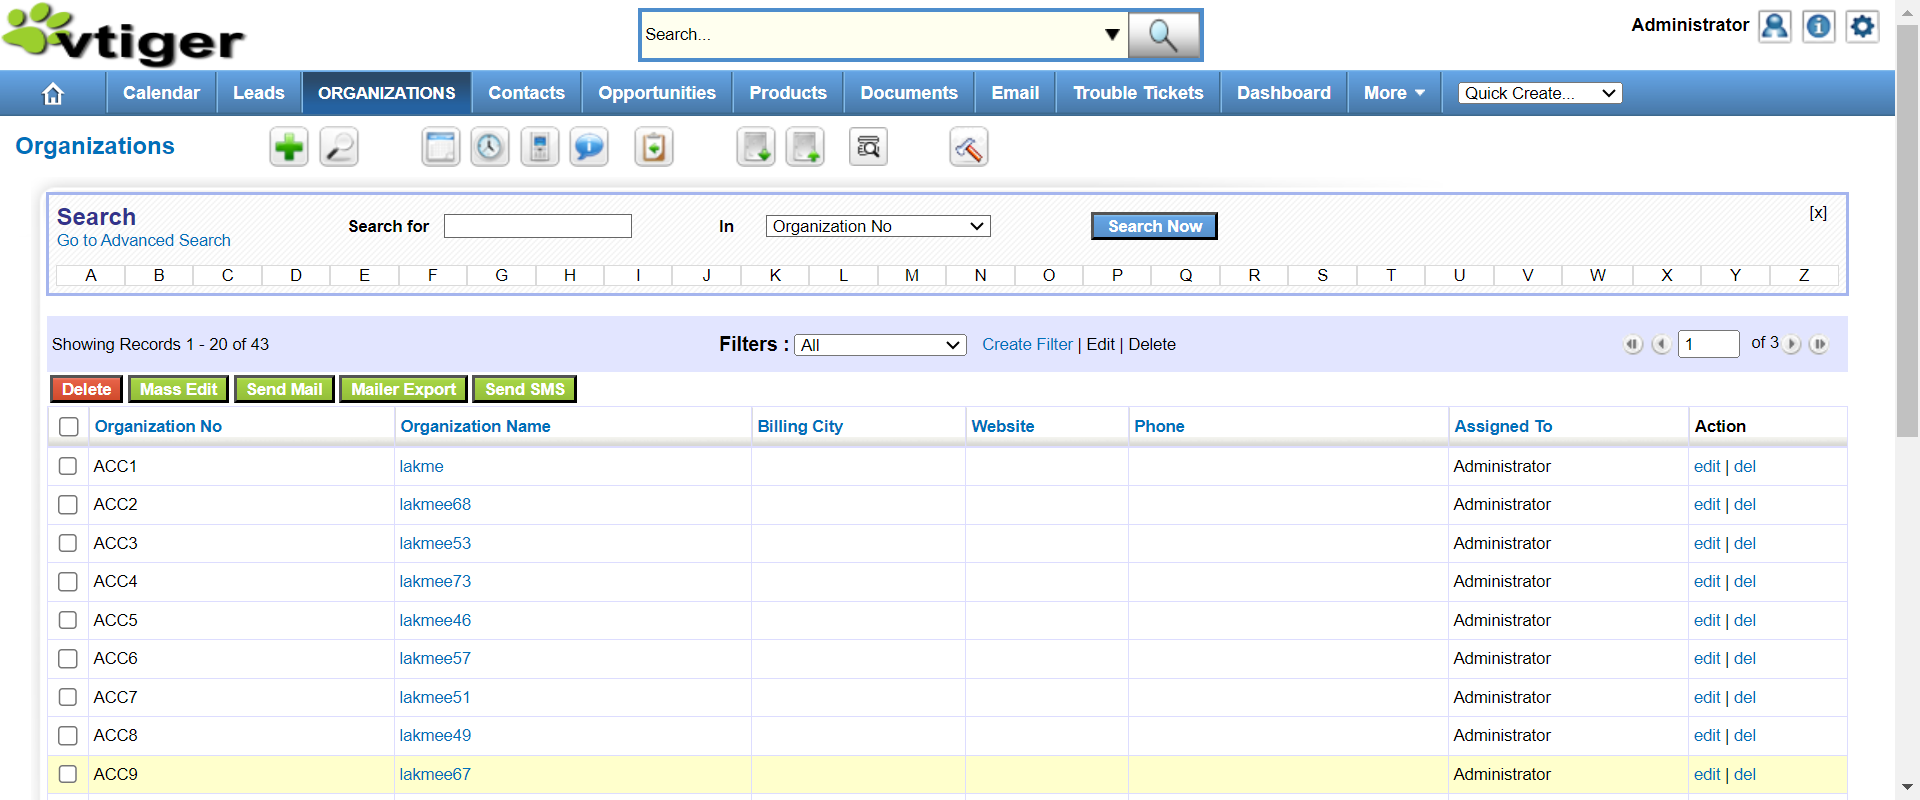 vtiger
Search...
Administrator
Calendar Leads ORGANIZATIONS Contacts Opportunities Products Documents Email Trouble Tickets Dashboard More Quick Create...
Organizations
Search
Go to Advanced Search
Search for In Organization No Search Now [x]
A B C D E F G H I J K L M N O P Q R S T U V W X Y Z
Showing Records 1 - 20 of 43 Filters : All Create Filter | Edit | Delete 1 of 3
Delete Mass Edit Send Mail Mailer Export Send SMS
Organization No Organization Name Billing City Website Phone Assigned To Action
ACC1 lakme Administrator edit | del
ACC2 lakmee68 Administrator edit | del
ACC3 lakmee53 Administrator edit | del
ACC4 lakmee73 Administrator edit | del
ACC5 lakmee46 Administrator edit | del
ACC6 lakmee57 Administrator edit | del
ACC7 lakmee51 Administrator edit | del
ACC8 lakmee49 Administrator edit | del
ACC9 lakmee67 Administrator edit | del